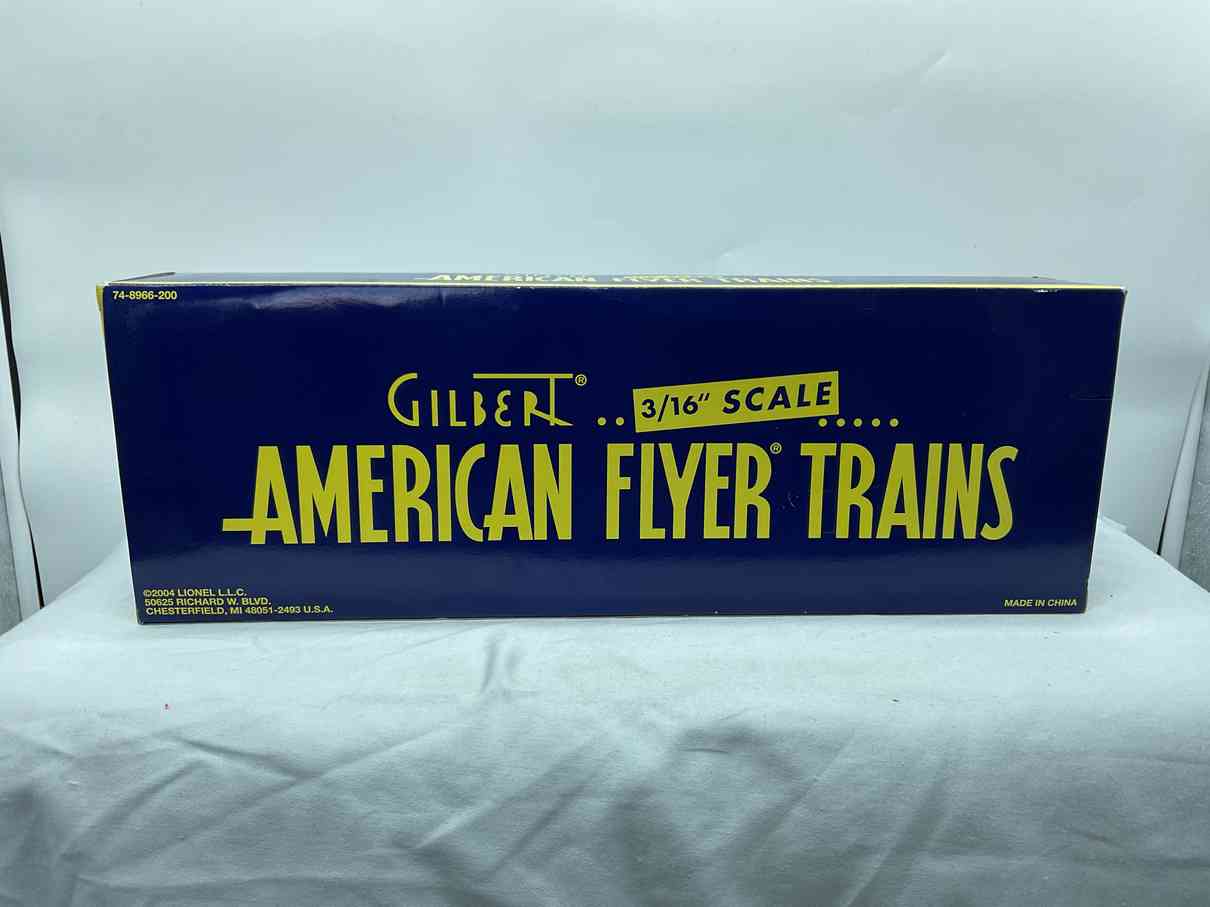 AMERICAN FLYER TRAINS
74-8966-200
GILBERT® ..3/16" SCALE.....
AMERICAN FLYER® TRAINS
©2004 LIONEL L.L.C.
50625 RICHARD W. BLVD.
CHESTERFIELD, MI 48051-2493 U.S.A.
MADE IN CHINA